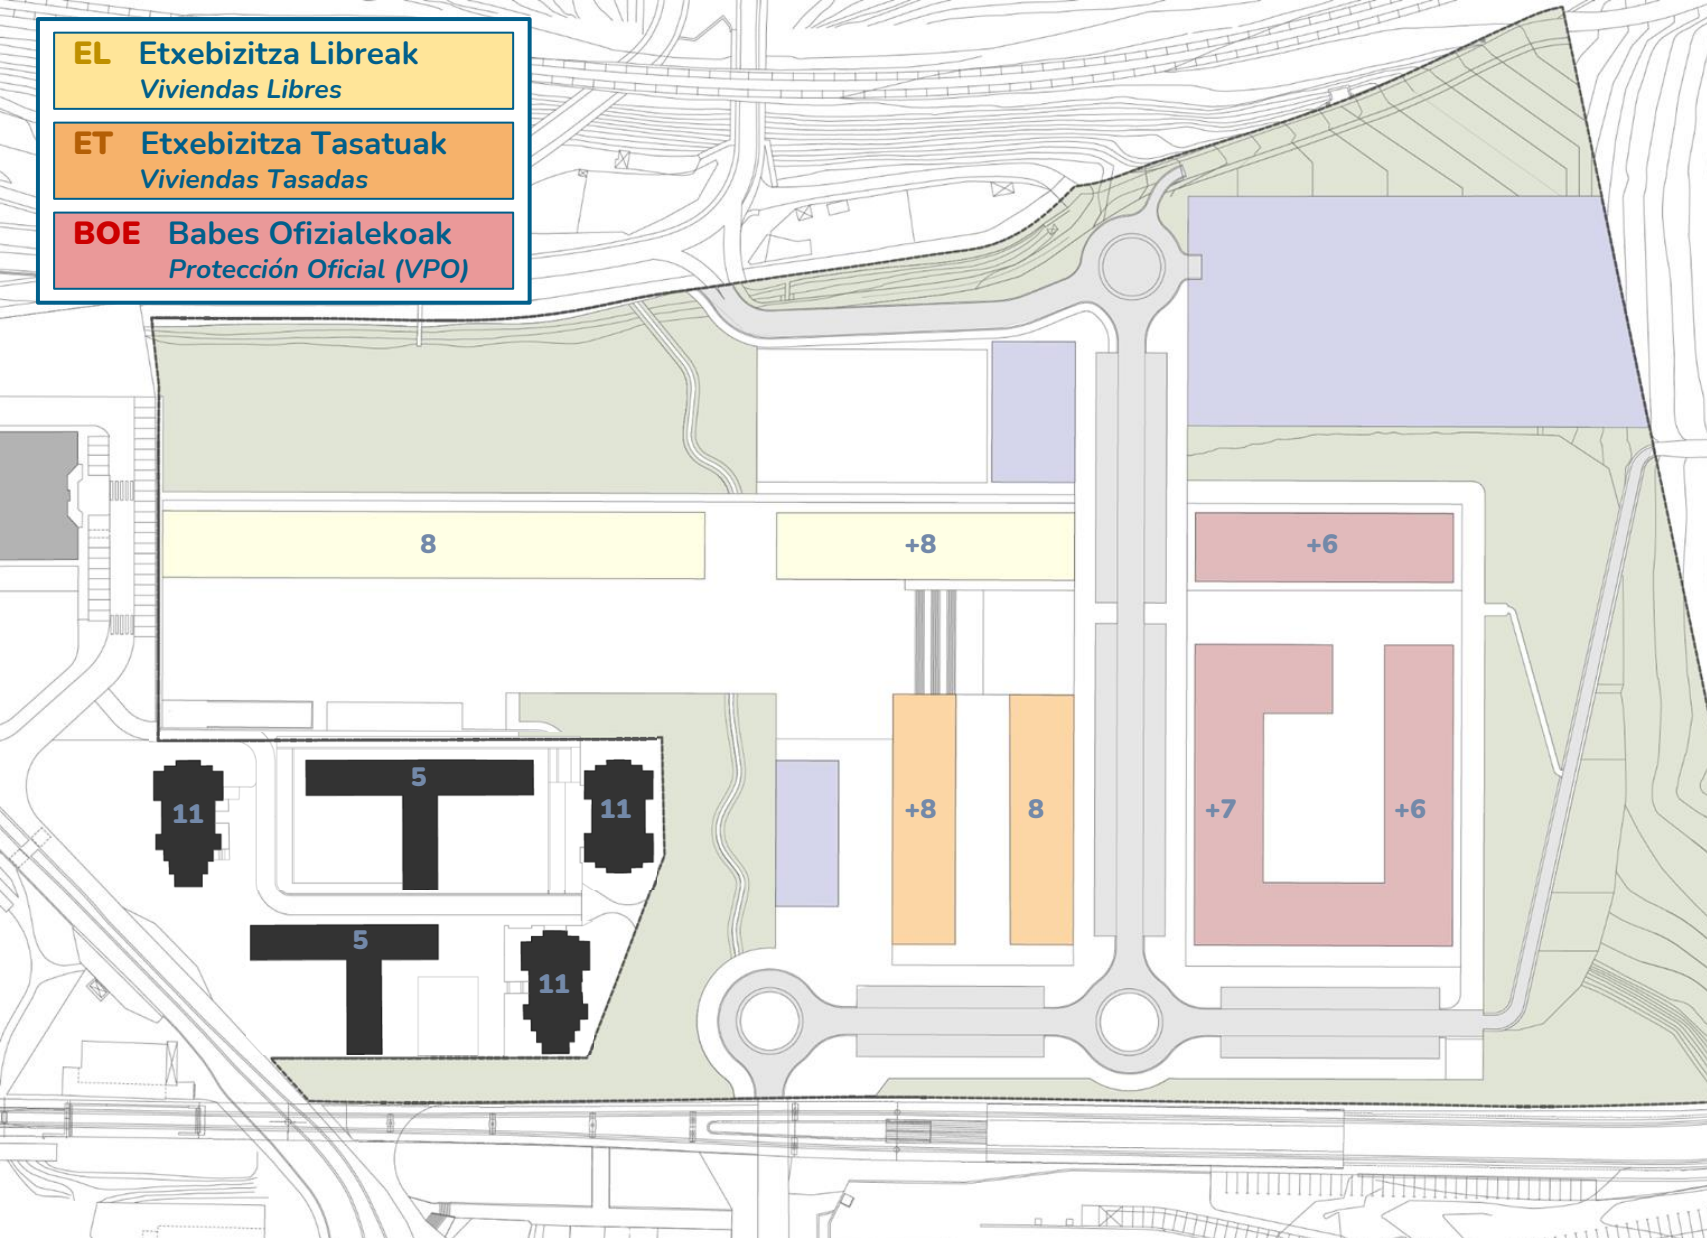 EL Etxebizitza Libreak
Viviendas Libres
ET Etxebizitza Tasatuak
Viviendas Tasadas
BOE Babes Ofizialekoak
Protección Oficial (VPO)
8
+8
+6
11
5
11
+8
8
+7
+6
5
11